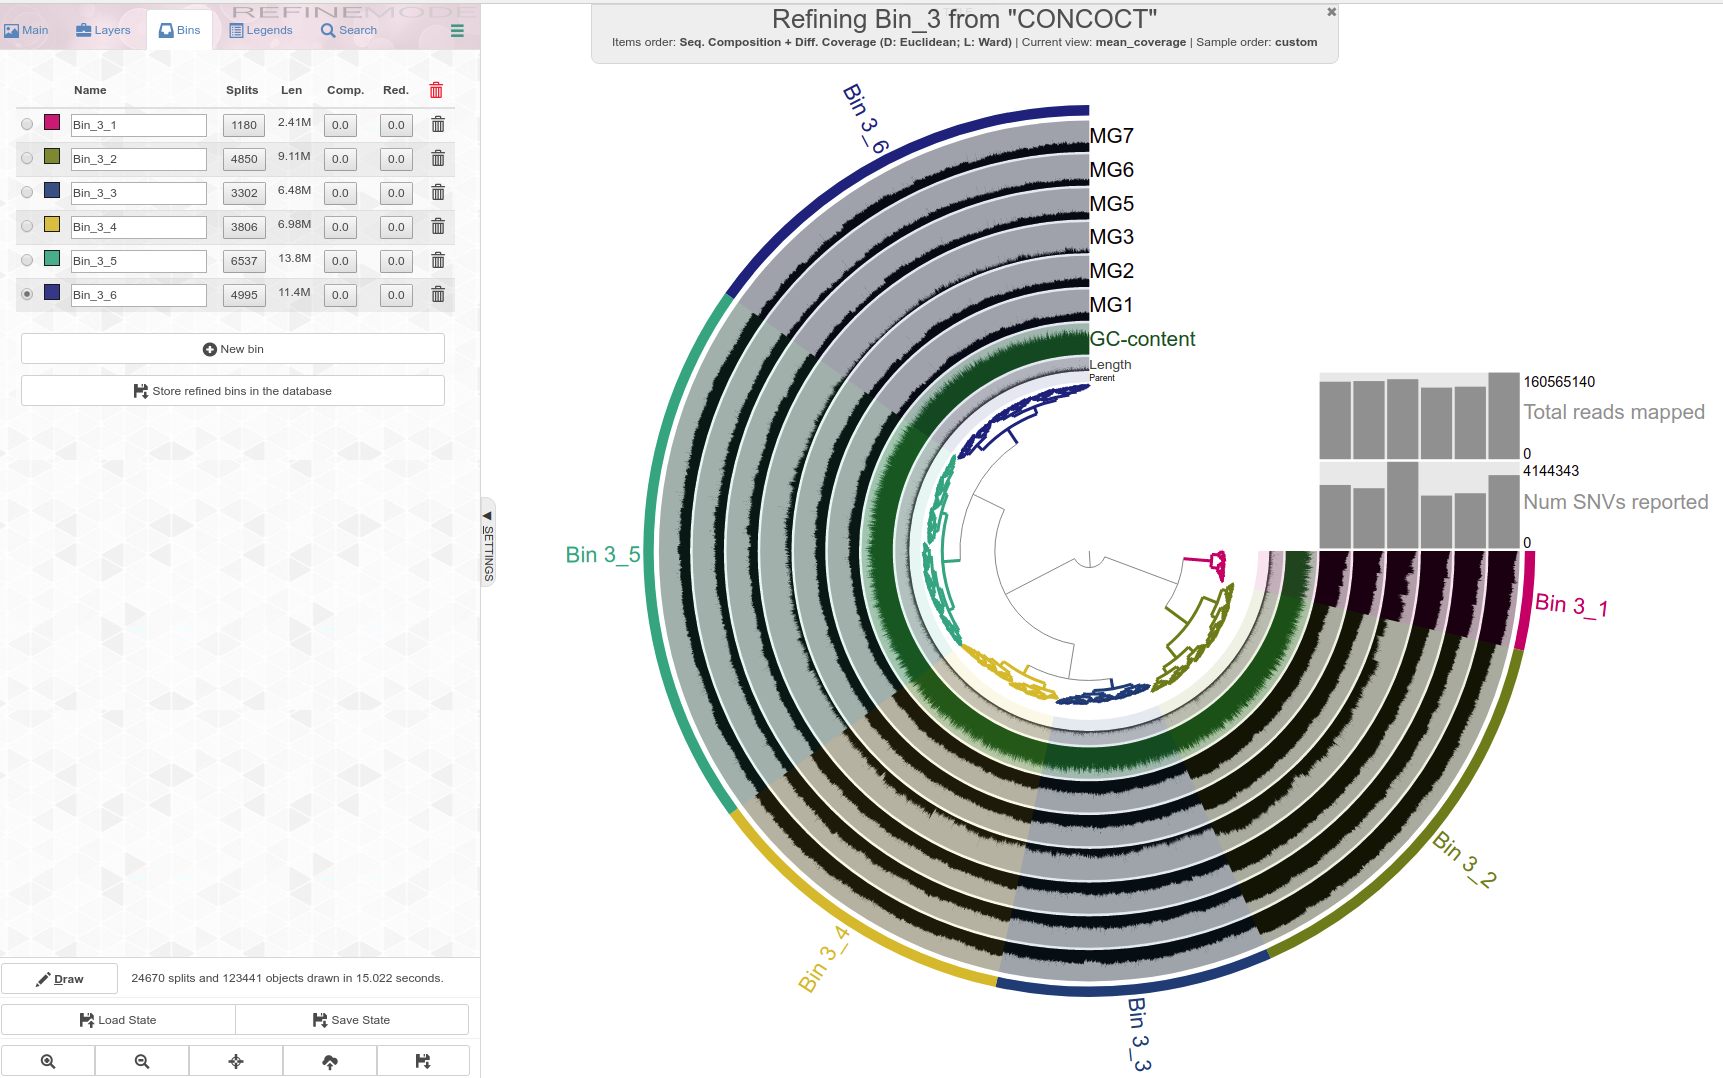 REFINE MODE
Main Layers Bins Legends Search
Name Splits Len Comp. Red.
Bin_3_1 1180 2.41M 0.0 0.0
Bin_3_2 4850 9.11M 0.0 0.0
Bin_3_3 3302 6.48M 0.0 0.0
Bin_3_4 3806 6.98M 0.0 0.0
Bin_3_5 6537 13.8M 0.0 0.0
Bin_3_6 4995 11.4M 0.0 0.0
New bin
Store refined bins in the database
Draw 24670 splits and 123441 objects drawn in 15.022 seconds.
Load State Save State
SETTINGS
Refining Bin_3 from "CONCOCT"
Items order: Seq. Composition + Diff. Coverage (D: Euclidean; L: Ward) | Current view: mean_coverage | Sample order: custom
Bin 3_6
MG7
MG6
MG5
MG3
MG2
MG1
GC-content
Length
Parent
160565140
Total reads mapped
0
4144343
Num SNVs reported
0
Bin 3_5
Bin 3_1
Bin 3_2
Bin 3_4
Bin 3_3